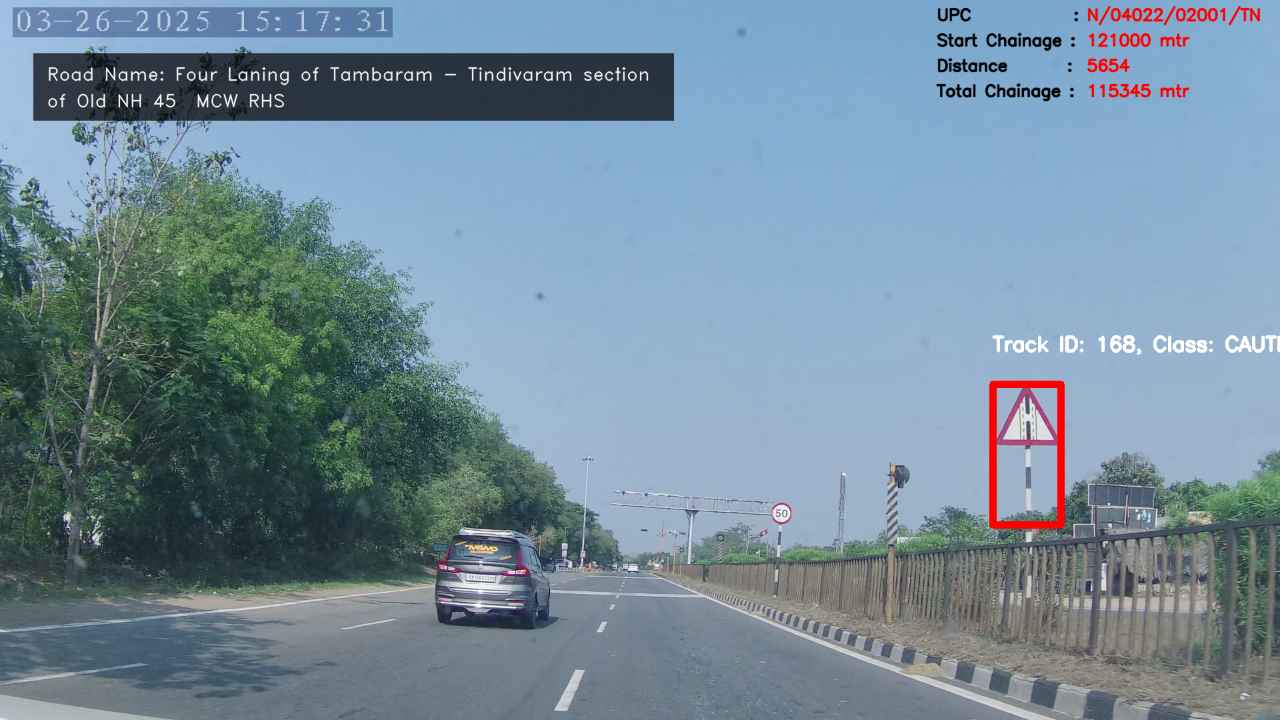 03-26-2025 15:17:31
Road Name: Four Laning of Tambaram - Tindivaram section
of Old NH 45 MCW RHS
UPC : N/04022/02001/TN
Start Chainage : 121000 mtr
Distance : 5654
Total Chainage : 115345 mtr
Track ID: 168, Class: CAUTI
50